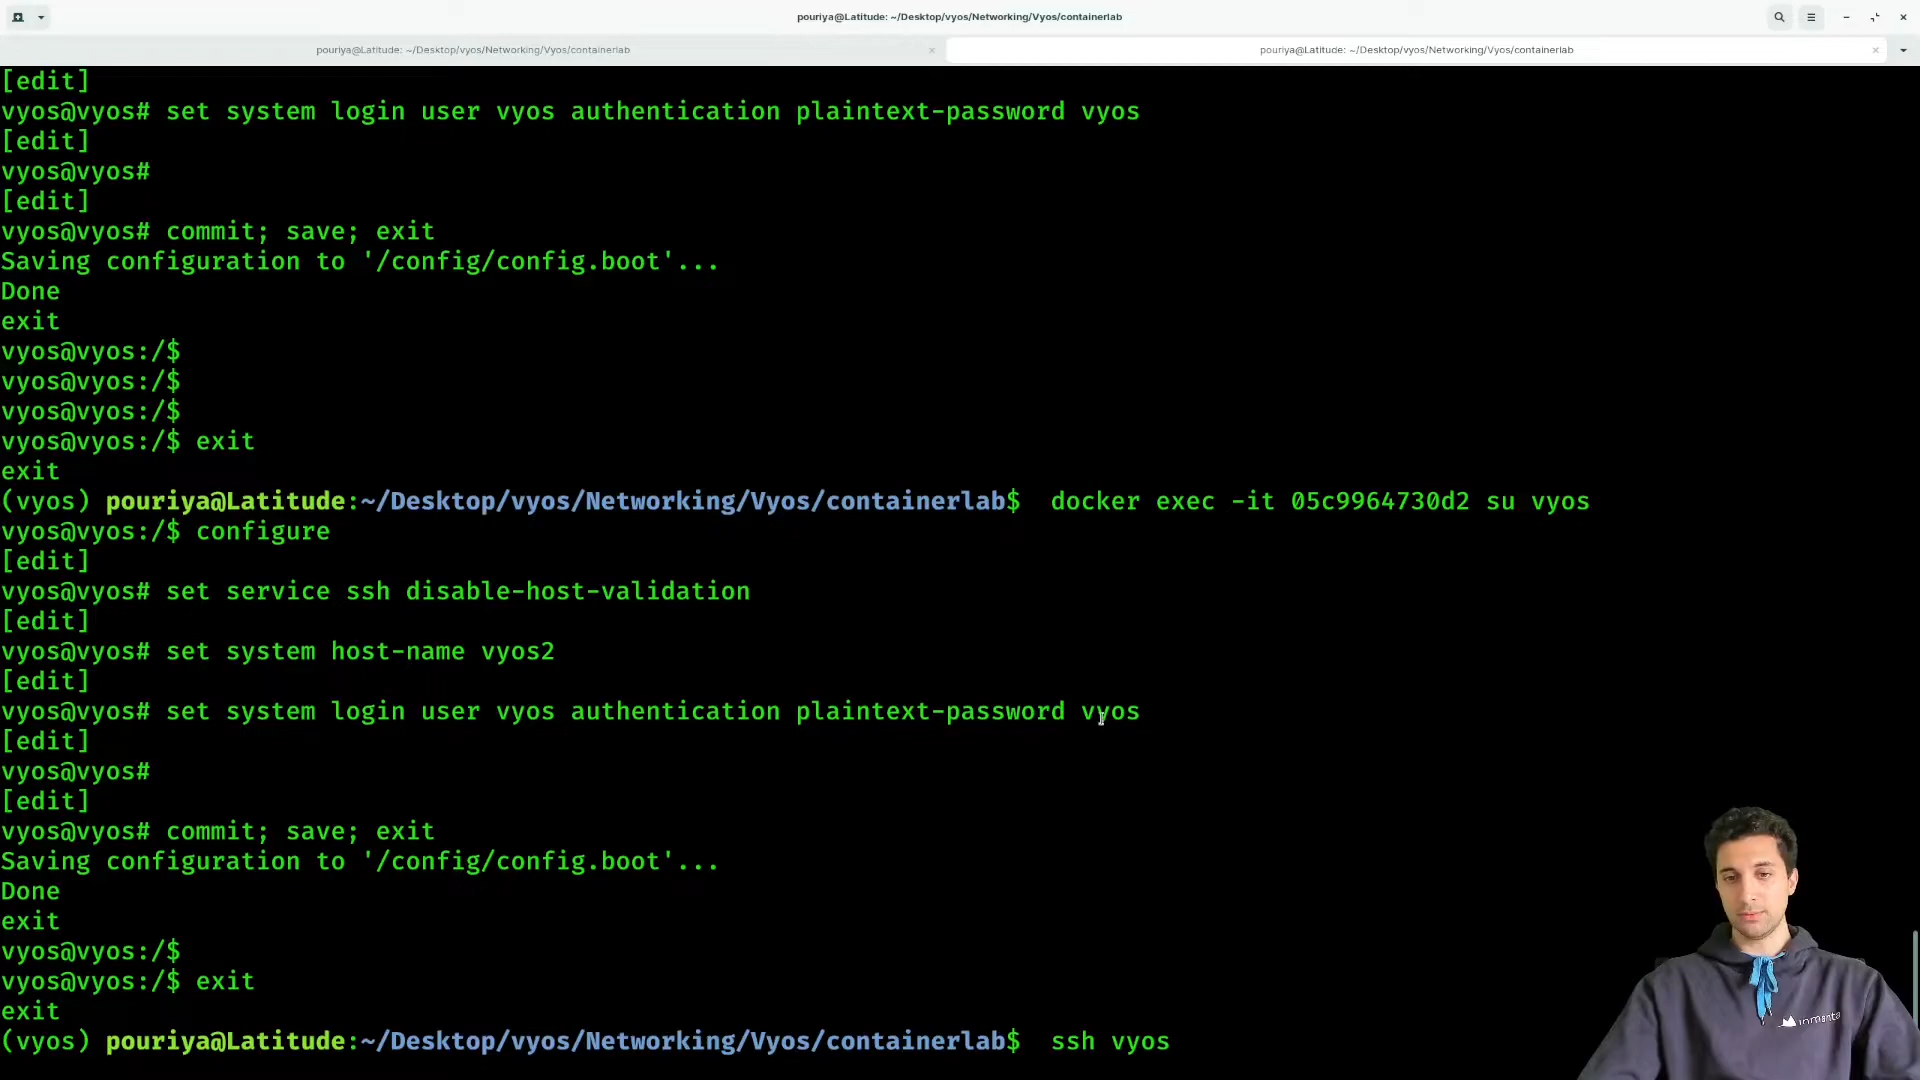 pouriya@Latitude: ~/Desktop/vyos/Networking/Vyos/containerlab
pouriya@Latitude: ~/Desktop/vyos/Networking/Vyos/containerlab
pouriya@Latitude: ~/Desktop/vyos/Networking/Vyos/containerlab
[edit]
vyos@vyos# set system login user vyos authentication plaintext-password vyos
[edit]
vyos@vyos#
[edit]
vyos@vyos# commit; save; exit
Saving configuration to '/config/config.boot'...
Done
exit
vyos@vyos:/$
vyos@vyos:/$
vyos@vyos:/$
vyos@vyos:/$ exit
exit
(vyos) pouriya@Latitude:~/Desktop/vyos/Networking/Vyos/containerlab$  docker exec -it 05c9964730d2 su vyos
vyos@vyos:/$ configure
[edit]
vyos@vyos# set service ssh disable-host-validation
[edit]
vyos@vyos# set system host-name vyos2
[edit]
vyos@vyos# set system login user vyos authentication plaintext-password vyos
[edit]
vyos@vyos#
[edit]
vyos@vyos# commit; save; exit
Saving configuration to '/config/config.boot'...
Done
exit
vyos@vyos:/$
vyos@vyos:/$ exit
exit
(vyos) pouriya@Latitude:~/Desktop/vyos/Networking/Vyos/containerlab$  ssh vyos
inmanta